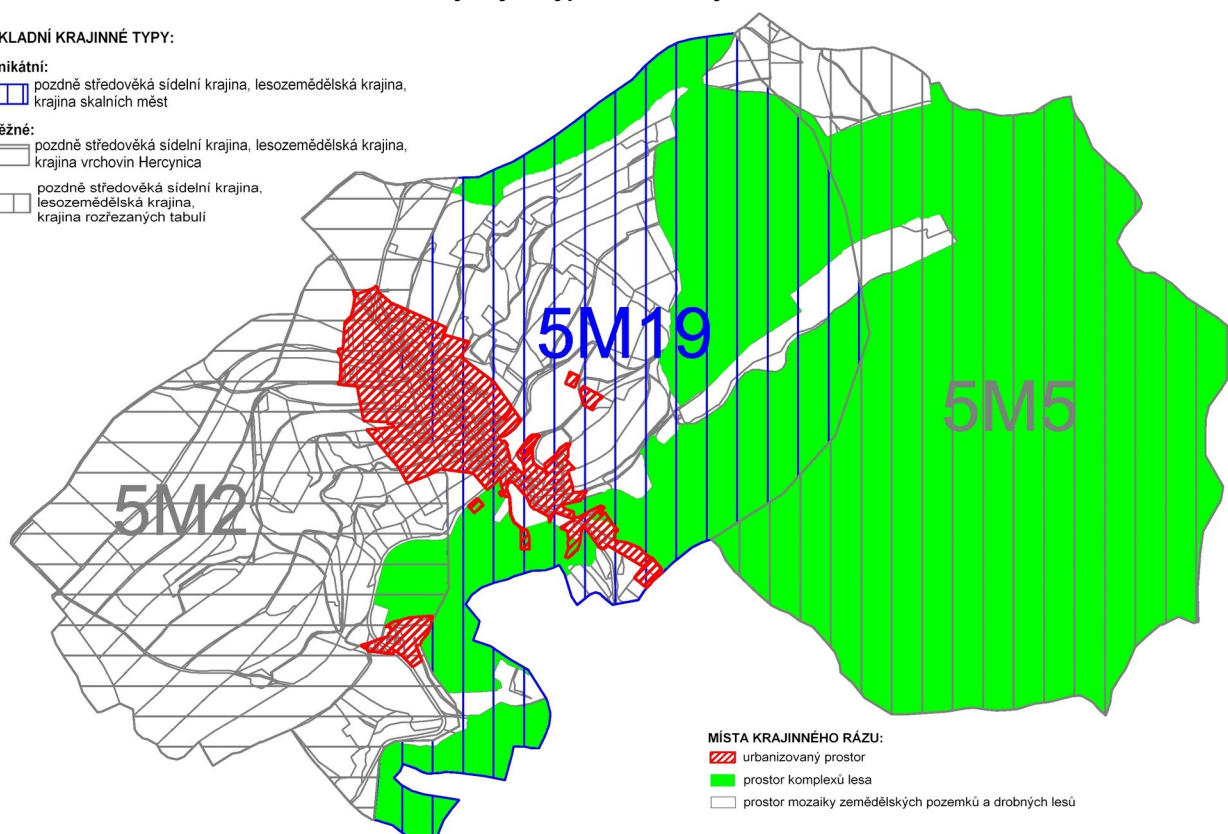 KLADNÍ KRAJINNÉ TYPY:
nikátní:
pozdně středověká sídelní krajina, lesozemědělská krajina,
krajina skalních měst
ěžné:
pozdně středověká sídelní krajina, lesozemědělská krajina,
krajina vrchovin Hercynica
pozdně středověká sídelní krajina,
lesozemědělská krajina,
krajina rozřezaných tabulí
5M19
5M5
5M2
MÍSTA KRAJINNÉHO RÁZU:
urbanizovaný prostor
prostor komplexů lesa
prostor mozaiky zemědělských pozemků a drobných lesů